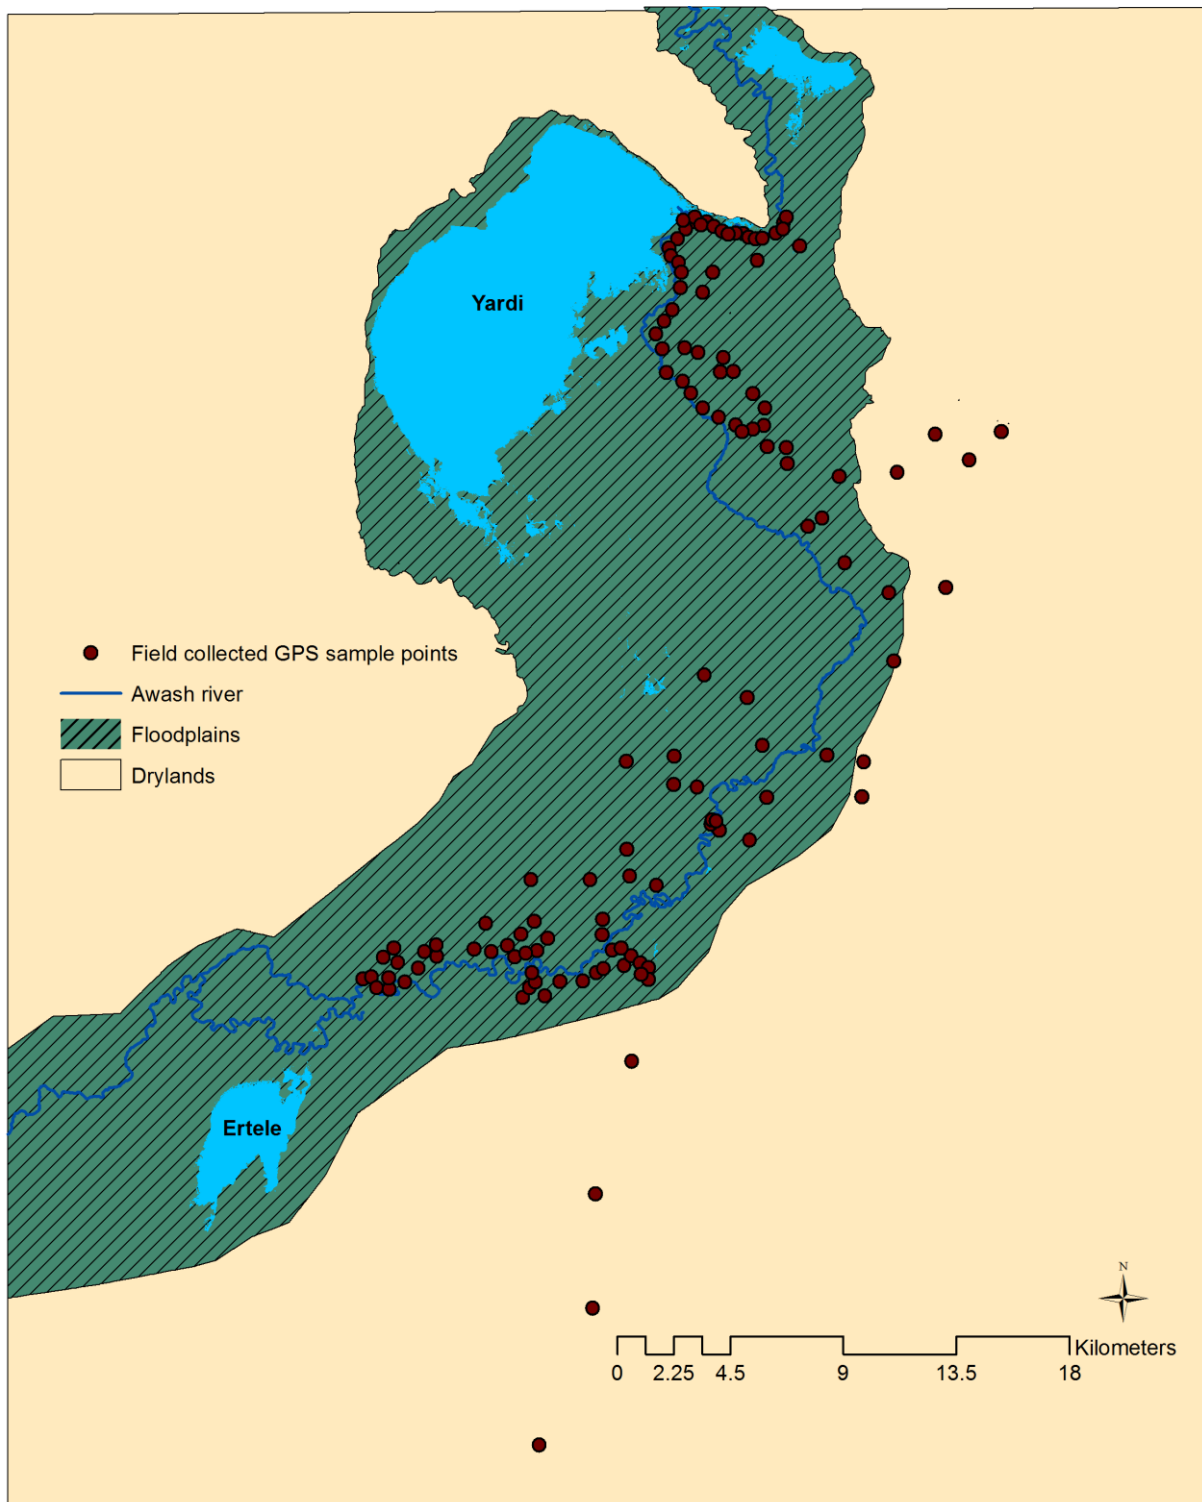 Yardi
Field collected GPS sample points
Awash river
Floodplains
Drylands
Ertele
N
Kilometers
0 2.25 4.5 9 13.5 18